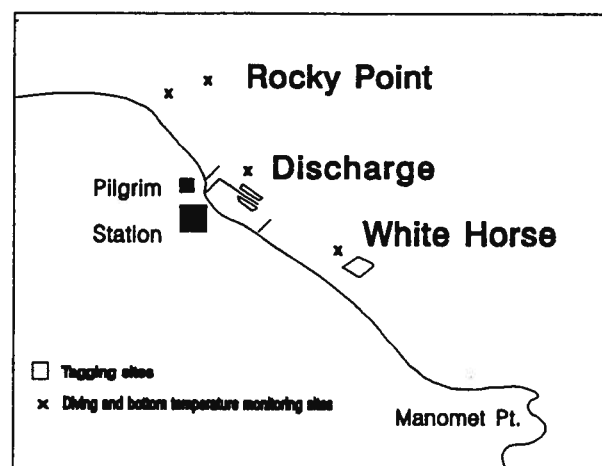 Rocky Point
Discharge
Pilgrim
Station
White Horse
Tagging sites
x Diving and bottom temperature monitoring sites
Manomet Pt.